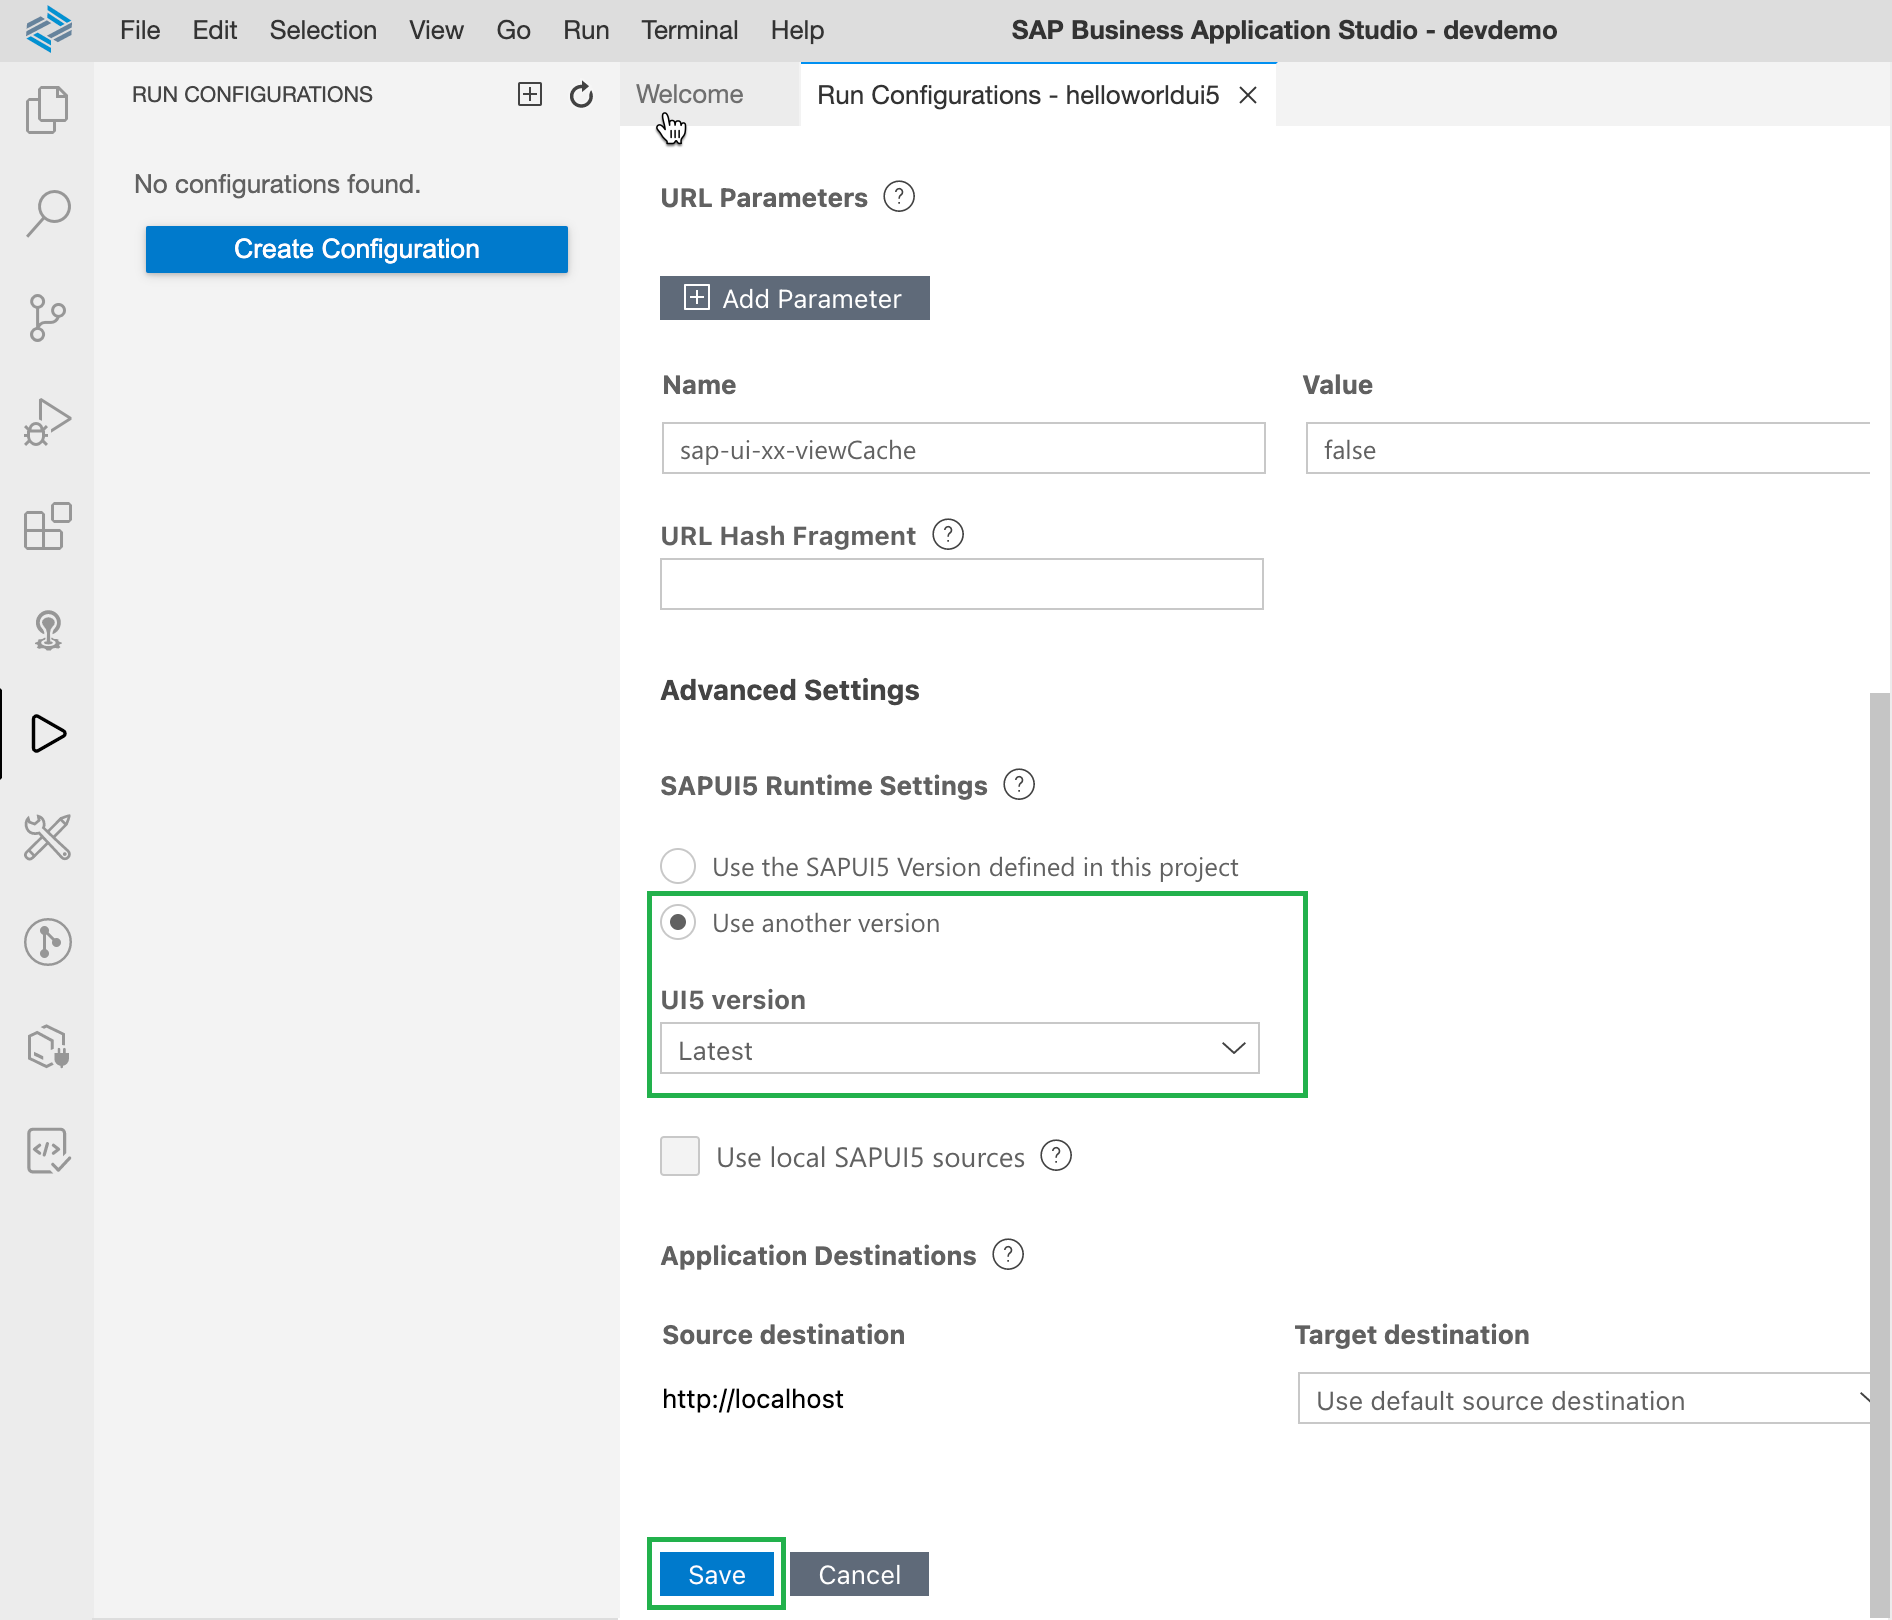 File Edit Selection View Go Run Terminal Help SAP Business Application Studio - devdemo
RUN CONFIGURATIONS
Welcome Run Configurations - helloworldui5
No configurations found.
Create Configuration
URL Parameters ?
Add Parameter
Name Value
sap-ui-xx-viewCache false
URL Hash Fragment ?
Advanced Settings
SAPUI5 Runtime Settings ?
Use the SAPUI5 Version defined in this project
Use another version
UI5 version
Latest
Use local SAPUI5 sources ?
Application Destinations ?
Source destination Target destination
http://localhost Use default source destination
Save Cancel